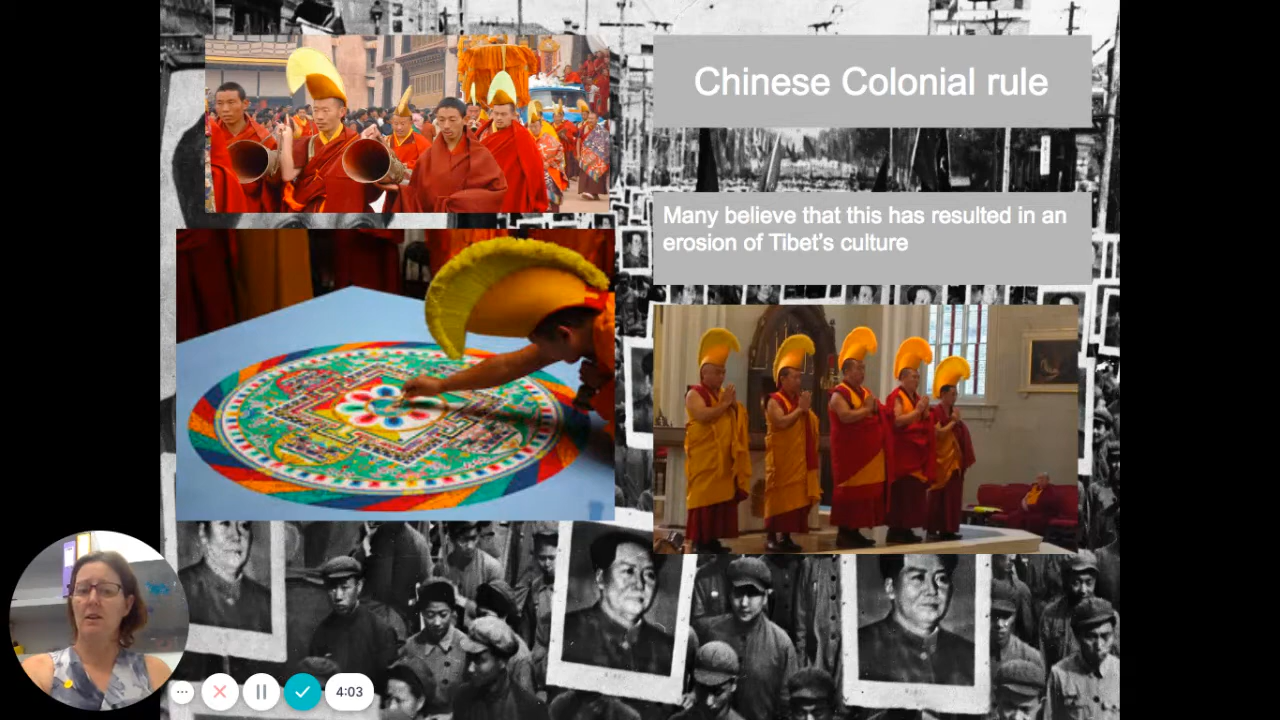 Chinese Colonial rule
Many believe that this has resulted in an
erosion of Tibet's culture
4:03